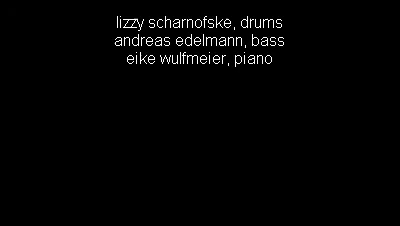 lizzy scharnofske, drums
andreas edelmann, bass
eike wulfmeier, piano